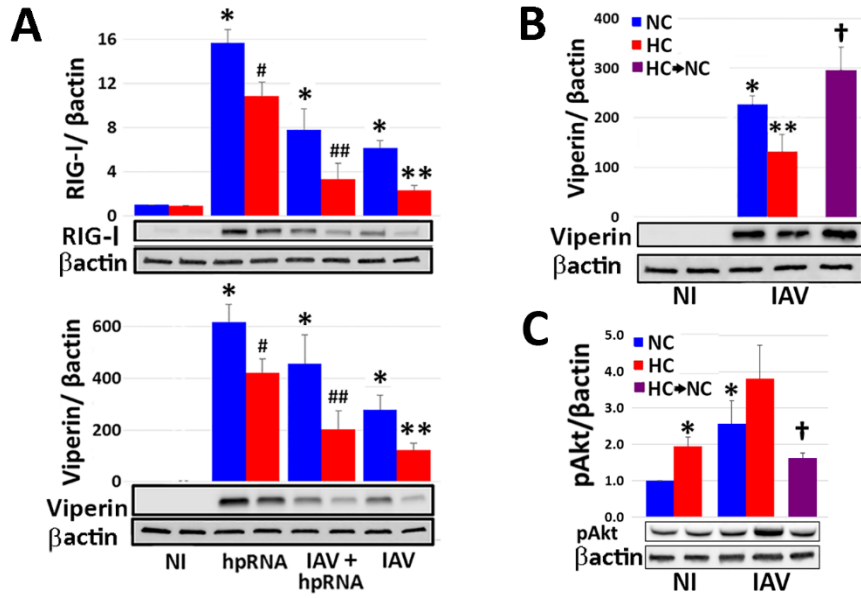 A
RIG-I/ βactin
16
12
8
4
0
*
#
*
##
*
**
RIG-I
βactin
Viperin/ βactin
600
400
200
0
*
#
*
##
*
**
Viperin
βactin
NI hpRNA IAV + hpRNA IAV
B
Viperin/ βactin
400
300
200
100
0
NC
HC
HC➔NC
*
**
†
Viperin
βactin
NI IAV
C
pAkt/βactin
5.0
4.0
3.0
2.0
1.0
0.0
NC
HC
HC➔NC
*
*
†
pAkt
βactin
NI IAV